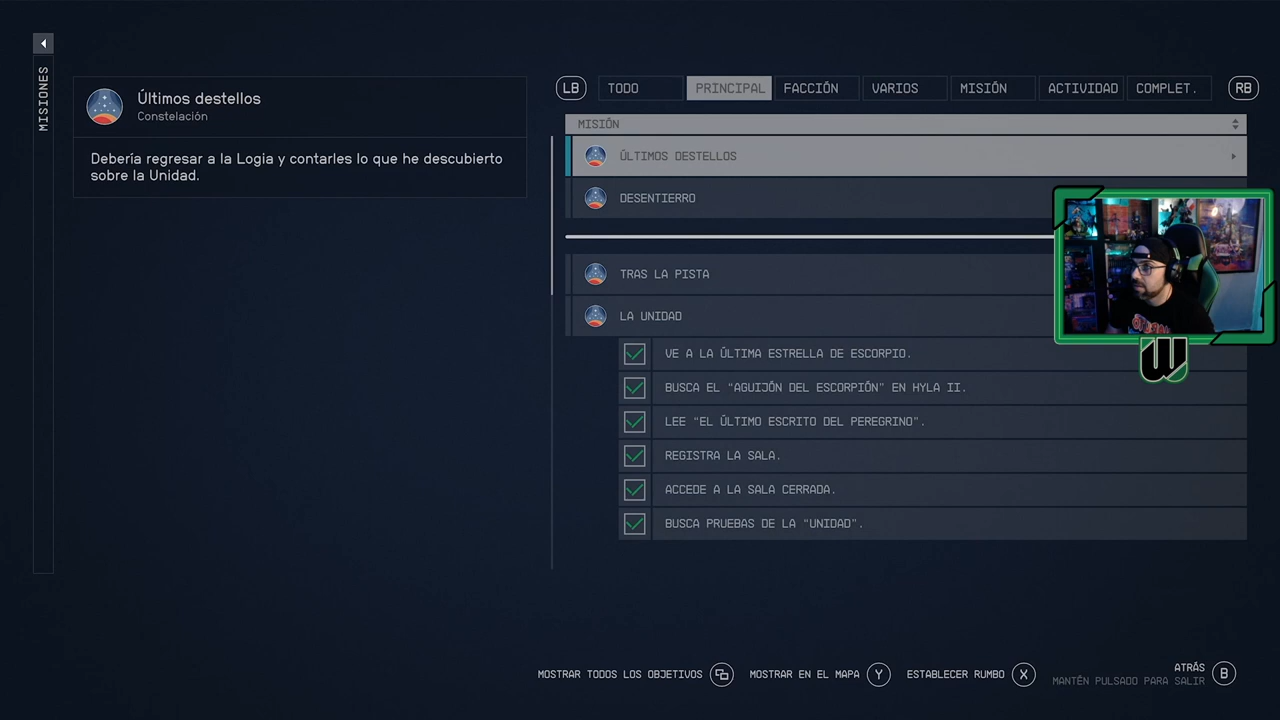 MISIONES
Últimos destellos
Constelación
Debería regresar a la Logia y contarles lo que he descubierto
sobre la Unidad.
LB
TODO
PRINCIPAL
FACCIÓN
VARIOS
MISIÓN
ACTIVIDAD
COMPLET.
RB
MISIÓN
ÚLTIMOS DESTELLOS
DESENTIERRO
TRAS LA PISTA
LA UNIDAD
VE A LA ÚLTIMA ESTRELLA DE ESCORPIO.
BUSCA EL “AGUIJÓN DEL ESCORPIÓN” EN HYLA II.
LEE “EL ÚLTIMO ESCRITO DEL PEREGRINO”.
REGISTRA LA SALA.
ACCEDE A LA SALA CERRADA.
BUSCA PRUEBAS DE LA “UNIDAD”.
W
MOSTRAR TODOS LOS OBJETIVOS
MOSTRAR EN EL MAPA Y
ESTABLECER RUMBO X
ATRÁS B
MANTÉN PULSADO PARA SALIR